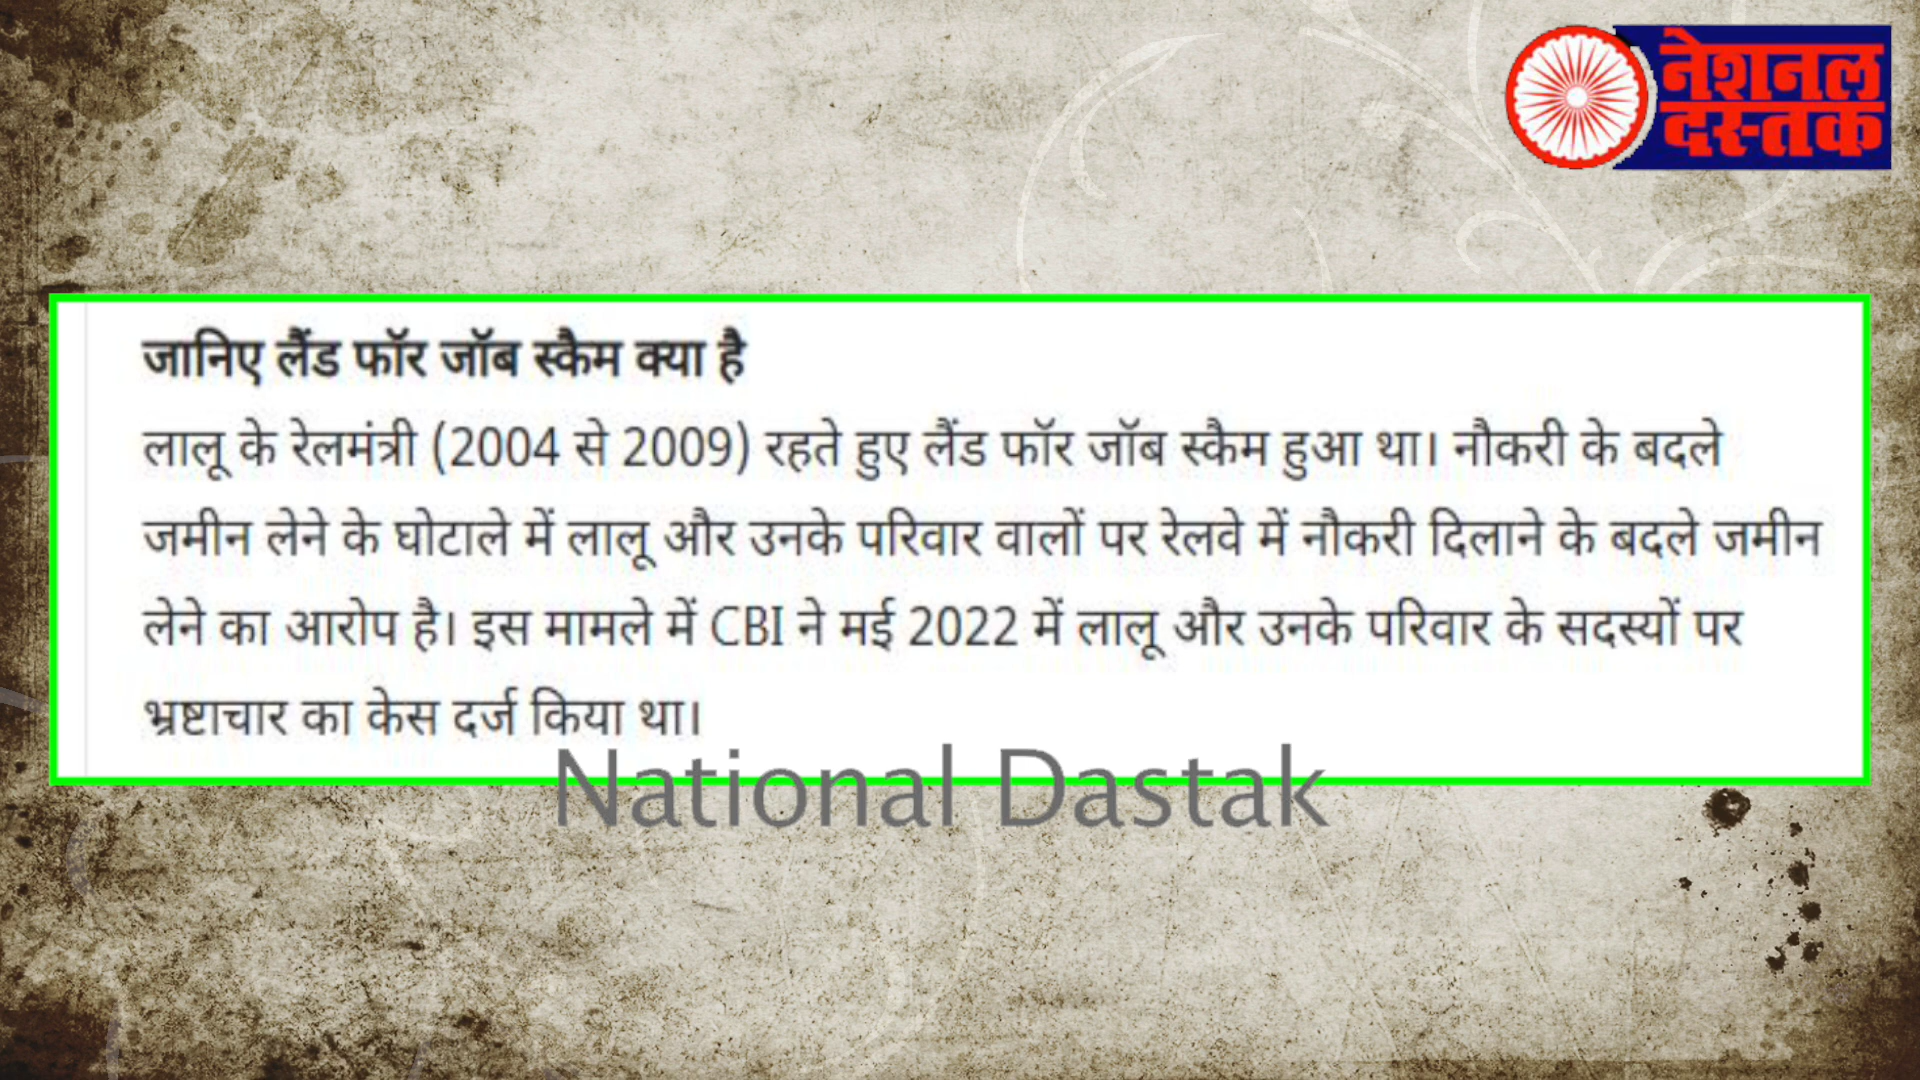 नेशनल
दस्तक
जानिए लैंड फॉर जॉब स्कैम क्या है
लालू के रेलमंत्री (2004 से 2009) रहते हुए लैंड फॉर जॉब स्कैम हुआ था। नौकरी के बदले
जमीन लेने के घोटाले में लालू और उनके परिवार वालों पर रेलवे में नौकरी दिलाने के बदले जमीन
लेने का आरोप है। इस मामले में CBI ने मई 2022 में लालू और उनके परिवार के सदस्यों पर
भ्रष्टाचार का केस दर्ज किया था।
National Dastak